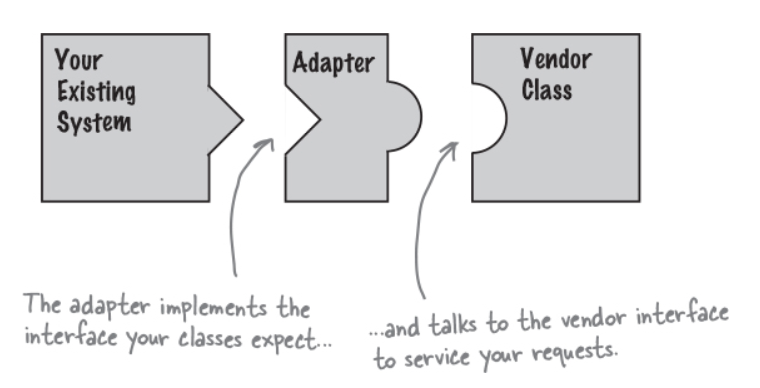 Your
Existing
System
Adapter
Vendor
Class
The adapter implements the
interface your classes expect...
...and talks to the vendor interface
to service your requests.